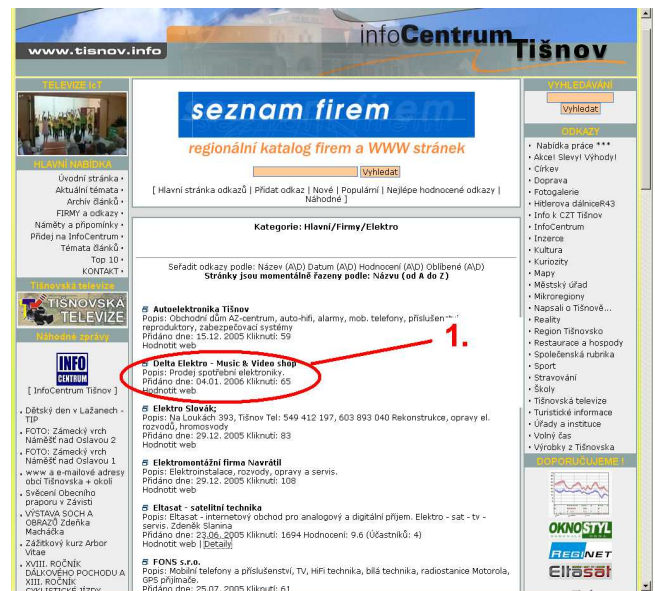 www.tisnov.info
infoCentrum
Tišnov
TELEVIZE IcT
HLAVNÍ NABÍDKA
Úvodní stránka
Aktuální témata
Archiv článků
FIRMY a odkazy
Náměty a připomínky
Přidej na InfoCentrum
Témata článků
Top 10
KONTAKT
Tišnovská televize
TIŠNOVSKÁ
TELEVIZE
Náhodné zprávy
INFO
CENTRUM
[ InfoCentrum Tišnov ]
Dětský den v Lažanech -
TIP
FOTO: Zámecký vrch
Náměšť nad Oslavou 2
FOTO: Zámecký vrch
Náměšť nad Oslavou 1
www a e-mailové adresy
obcí Tišnovska + okolí
Svěcení Obecního
praporu v Závisti
VÝSTAVA SOCH A
OBRAZŮ Zdeňka
Macháčka
Zážitkový kurz Arbor
Vitae
XVIII. ROČNÍK
DÁLKOVÉHO POCHODU A
XIII. ROČNÍK
CYKLISTICKÉ JÍZDY
seznam firem
regionální katalog firem a WWW stránek
Vyhledat
[ Hlavní stránka odkazů | Přidat odkaz | Nové | Populární | Nejlépe hodnocené odkazy |
Náhodné ]
Kategorie: Hlavní/Firmy/Elektro
Seřadit odkazy podle: Název (A\D) Datum (A\D) Hodnocení (A\D) Oblíbené (A\D)
Stránky jsou momentálně řazeny podle: Názvu (od A do Z)
Autoelektronika Tišnov
Popis: Obchodní dům AZ-centrum, auto-hifi, alarmy, mob. telefony,
reproduktory, zabezpečovací systémy
Přidáno dne: 15.12. 2005 Kliknutí: 59
Hodnotit web
1.
Delta Elektro - Music & Video shop
Popis: Prodej spotřební elektroniky.
Přidáno dne: 04.01. 2006 Kliknutí: 65
Hodnotit web
Elektro Slovák;
Popis: Na Loukách 393, Tišnov Tel: 549 412 197, 603 893 040 Rekonstrukce, opravy el.
rozvodů, hromosvody
Přidáno dne: 29.12. 2005 Kliknutí: 83
Hodnotit web
Elektromontážní firma Navrátil
Popis: Elektroinstalace, rozvody, opravy a servis.
Přidáno dne: 29.12. 2005 Kliknutí: 108
Hodnotit web
Eltasat - satelitní technika
Popis: Eltasat - internetový obchod pro analogový a digitální příjem. Elektro - sat - tv -
servis. Zdeněk Slanina
Přidáno dne: 23.06. 2005 Kliknutí: 1694 Hodnocení: 9.6 (Účastníků: 4)
Hodnotit web | Detaily
FONS s.r.o.
Popis: Mobilní telefony a příslušenství, TV, HiFi technika, bílá technika, radiostanice Motorola,
GPS přijímače.
Přidáno dne: 25.07. 2005 Kliknutí: 61
VYHLEDÁVÁNÍ
Vyhledat
ODKAZY
Nabídka práce ***
Akce! Slevy! Výhody!
Církev
Doprava
Fotogalerie
Hitlerova dálniceR43
Info k CZT Tišnov
InfoCentrum
Inzerce
Kultura
Kuriozity
Mapy
Městský úřad
Mikroregiony
Napsali o Tišnově...
Reality
Region Tišnovsko
Restaurace a hospody
Společenská rubrika
Sport
Stravování
Školy
Tišnovská televize
Turistické informace
Úřady a instituce
Volný čas
Výrobky z Tišnovska
DOPORUČUJEME !
OKNOSTYL
REGINET
Eltasat